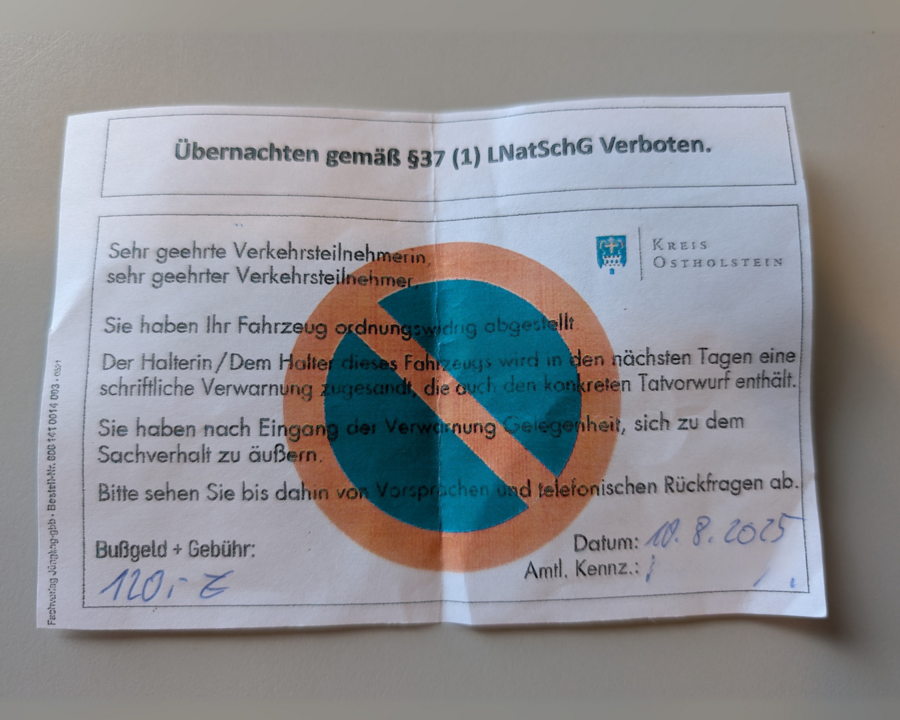 Übernachten gemäß §37 (1) LNatSchG Verboten.
KREIS
OSTHOLSTEIN
Sehr geehrte Verkehrsteilnehmerin,
sehr geehrter Verkehrsteilnehmer
Sie haben Ihr Fahrzeug ordnungswidrig abgestellt.
Der Halterin/Dem Halter dieses Fahrzeugs wird in den nächsten Tagen eine
schriftliche Verwarnung zugesandt, die auch den konkreten Tatvorwurf enthält.
Sie haben nach Eingang der Verwarnung Gelegenheit, sich zu dem
Sachverhalt zu äußern.
Bitte sehen Sie bis dahin von Vorsprachen und telefonischen Rückfragen ab.
Bußgeld + Gebühr:
120,- €
Datum: 10.8.2025
Amtl. Kennz.:
Bestell-Nr.